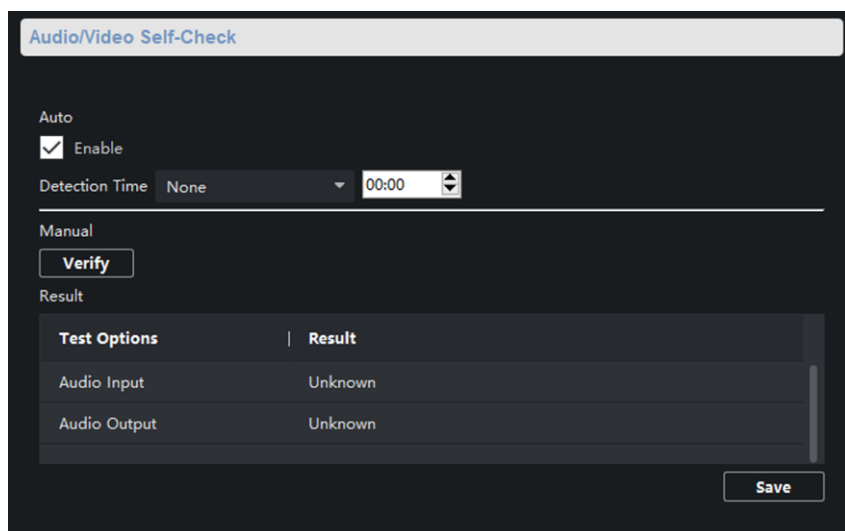 Audio/Video Self-Check
Auto
Enable
Detection Time None 00:00
Manual
Verify
Result
Test Options | Result
Audio Input Unknown
Audio Output Unknown
Save